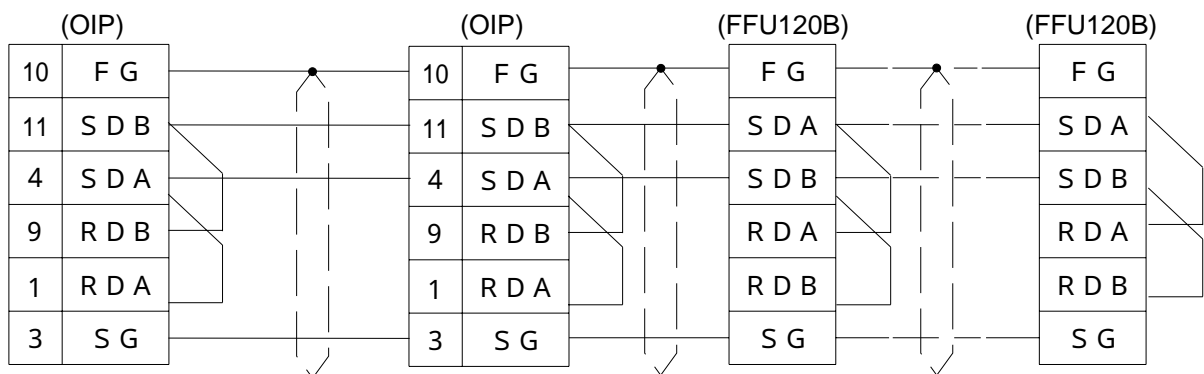 (OIP) (OIP) (FFU120B) (FFU120B)
10 F G 10 F G F G F G
11 S D B 11 S D B S D A S D A
4 S D A 4 S D A S D B S D B
9 R D B 9 R D B R D A R D A
1 R D A 1 R D A R D B R D B
3 S G 3 S G S G S G